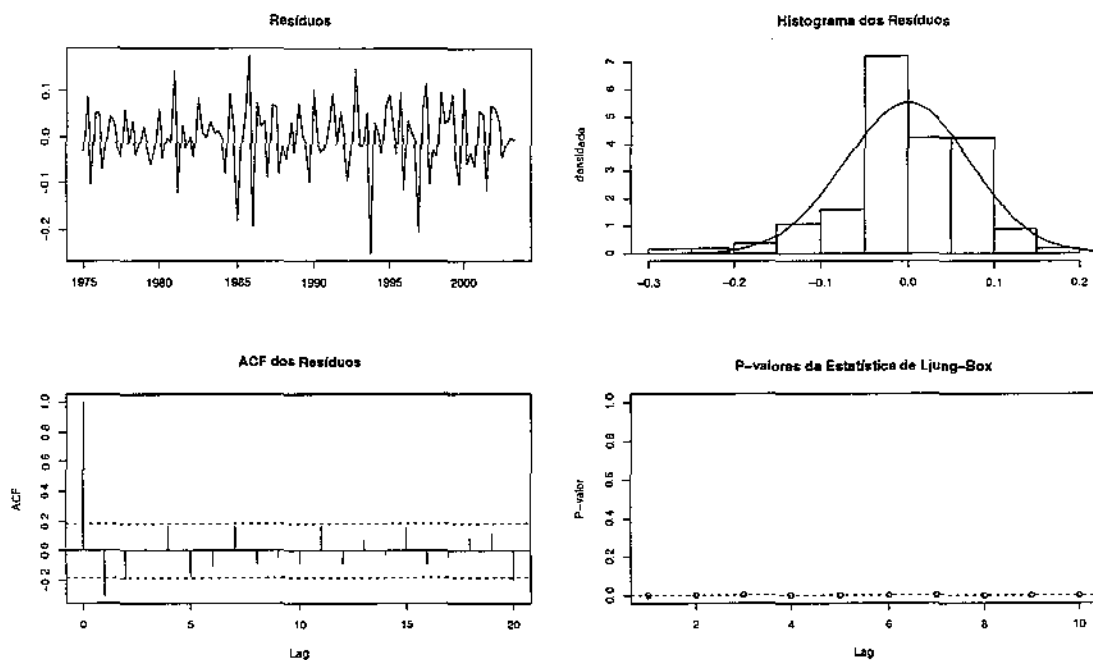 Resíduos
0.1
0.0
-0.1
-0.2
1975 1980 1985 1990 1995 2000
Histograma dos Resíduos
densidade
7
6
5
4
3
2
1
0
-0.3 -0.2 -0.1 0.0 0.1 0.2
ACF dos Resíduos
ACF
1.0
0.8
0.6
0.4
0.2
0.0
-0.2
0 5 10 15 20
Lag
P-valores da Estatística de Ljung-Box
P-valor
1.0
0.8
0.6
0.4
0.2
0.0
2 4 6 8 10
Lag